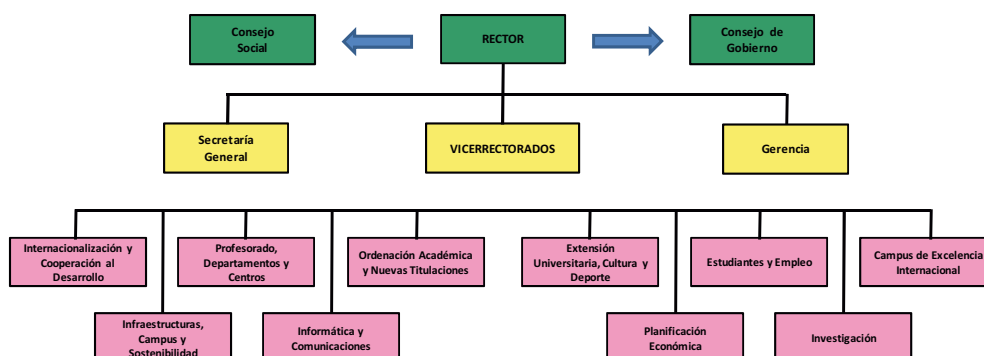 Consejo
Social
RECTOR
Consejo de
Gobierno
Secretaría
General
VICERRECTORADOS
Gerencia
Internacionalización y
Cooperación al
Desarrollo
Profesorado,
Departamentos y
Centros
Ordenación Académica
y Nuevas Titulaciones
Extensión
Universitaria, Cultura y
Deporte
Estudiantes y Empleo
Campus de Excelencia
Internacional
Infraestructuras,
Campus y
Sostenibilidad
Informática y
Comunicaciones
Planificación
Económica
Investigación